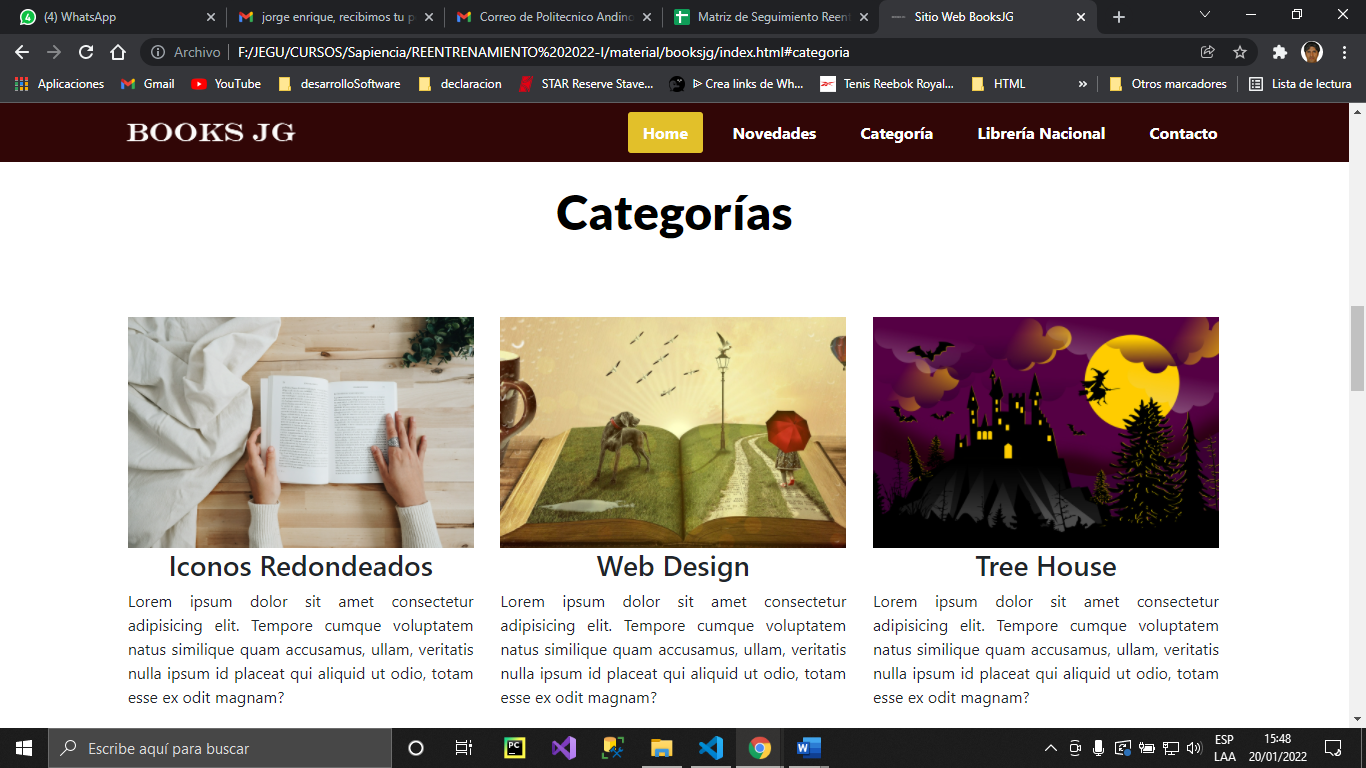 (4) WhatsApp
jorge enrique, recibimos tu p
Correo de Politecnico Andino
Matriz de Seguimiento Reent
Sitio Web BooksJG
Archivo
F:/JEGU/CURSOS/Sapiencia/REENTRENAMIENTO%202022-I/material/booksjg/index.html#categoria
Aplicaciones
Gmail
YouTube
desarrolloSoftware
declaracion
STAR Reserve Stave...
ᐅ Crea links de Wh...
Tenis Reebok Royal...
HTML
»
Otros marcadores
Lista de lectura
BOOKS JG
Home
Novedades
Categoría
Librería Nacional
Contacto
Categorías
Iconos Redondeados
Lorem ipsum dolor sit amet consectetur
adipisicing elit. Tempore cumque voluptatem
natus similique quam accusamus, ullam, veritatis
nulla ipsum id placeat qui aliquid ut odio, totam
esse ex odit magnam?
Web Design
Lorem ipsum dolor sit amet consectetur
adipisicing elit. Tempore cumque voluptatem
natus similique quam accusamus, ullam, veritatis
nulla ipsum id placeat qui aliquid ut odio, totam
esse ex odit magnam?
Tree House
Lorem ipsum dolor sit amet consectetur
adipisicing elit. Tempore cumque voluptatem
natus similique quam accusamus, ullam, veritatis
nulla ipsum id placeat qui aliquid ut odio, totam
esse ex odit magnam?
Escribe aquí para buscar
PC
W
ESP
LAA
15:48
20/01/2022